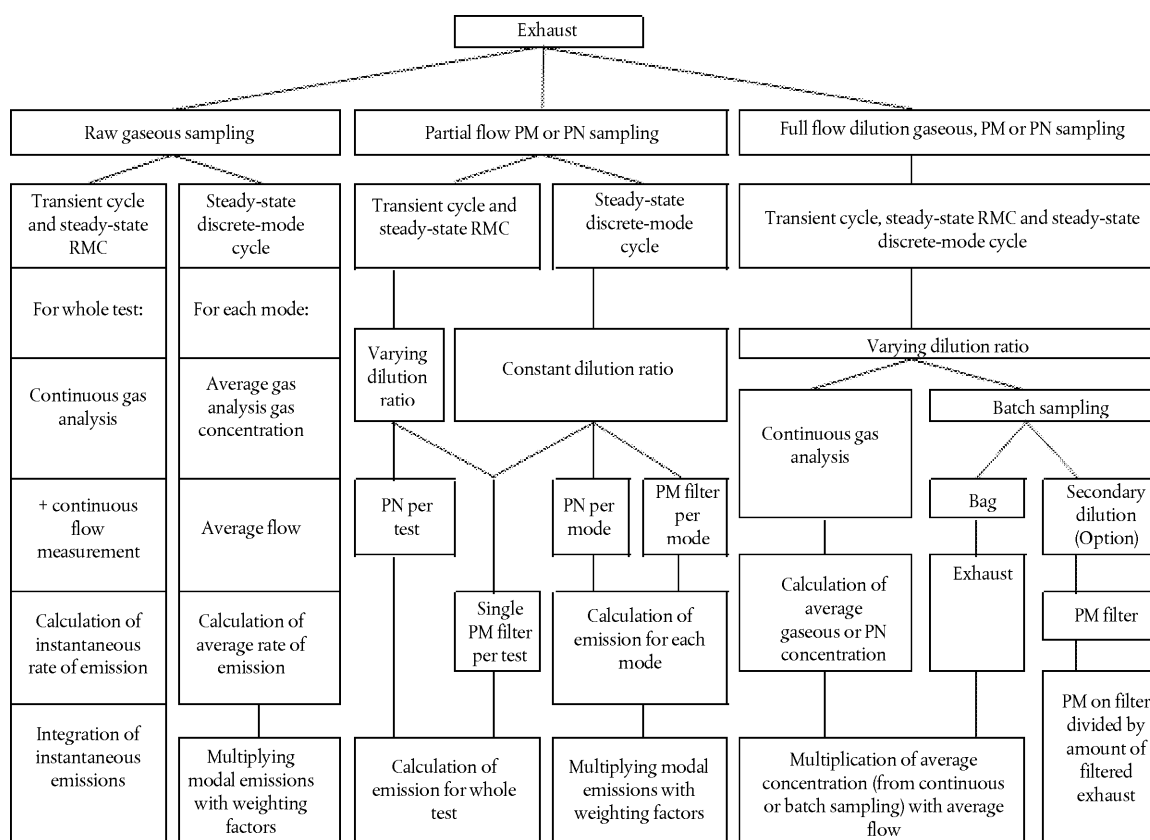 Exhaust
Raw gaseous sampling
Partial flow PM or PN sampling
Full flow dilution gaseous, PM or PN sampling
Transient cycle
and steady-state
RMC
Steady-state
discrete-mode
cycle
Transient cycle and
steady-state RMC
Steady-state
discrete-mode
cycle
Transient cycle, steady-state RMC and steady-state
discrete-mode cycle
For whole test:
For each mode:
Varying
dilution
ratio
Constant dilution ratio
Varying dilution ratio
Continuous gas
analysis
Average gas
analysis gas
concentration
Continuous gas
analysis
Batch sampling
+ continuous
flow
measurement
Average flow
PN per
test
PN per
mode
PM filter
per
mode
Bag
Secondary
dilution
(Option)
Calculation of
instantaneous
rate of emission
Calculation of
average rate of
emission
Single
PM filter
per test
Calculation of
emission for each
mode
Calculation of
average
gaseous or PN
concentration
Exhaust
PM filter
Integration of
instantaneous
emissions
Multiplying
modal emissions
with weighting
factors
Calculation of
emission for whole
test
Multiplying modal
emissions with
weighting factors
Multiplication of average
concentration (from continuous
or batch sampling) with average
flow
PM on filter
divided by
amount of
filtered
exhaust